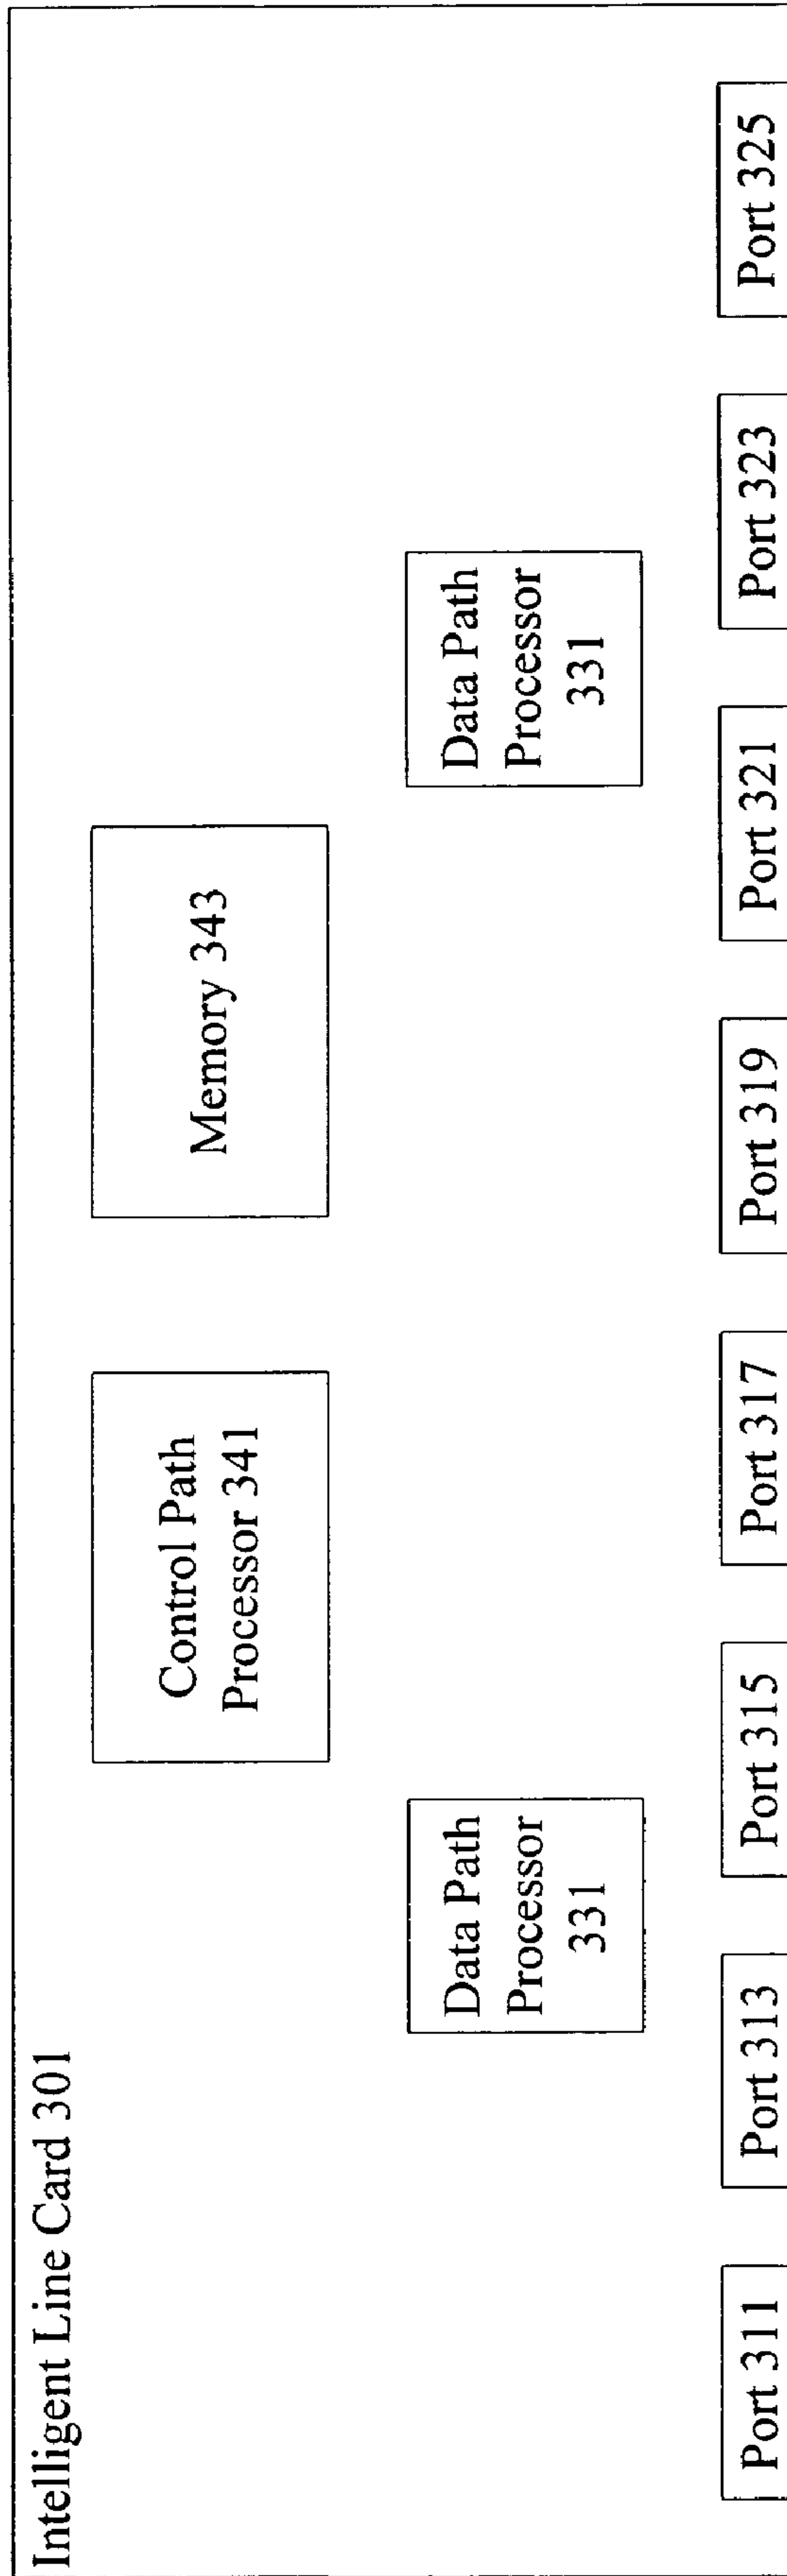 Intelligent Line Card 301
Control Path
Processor 341
Memory 343
Data Path
Processor
331
Data Path
Processor
331
Port 311
Port 313
Port 315
Port 317
Port 319
Port 321
Port 323
Port 325